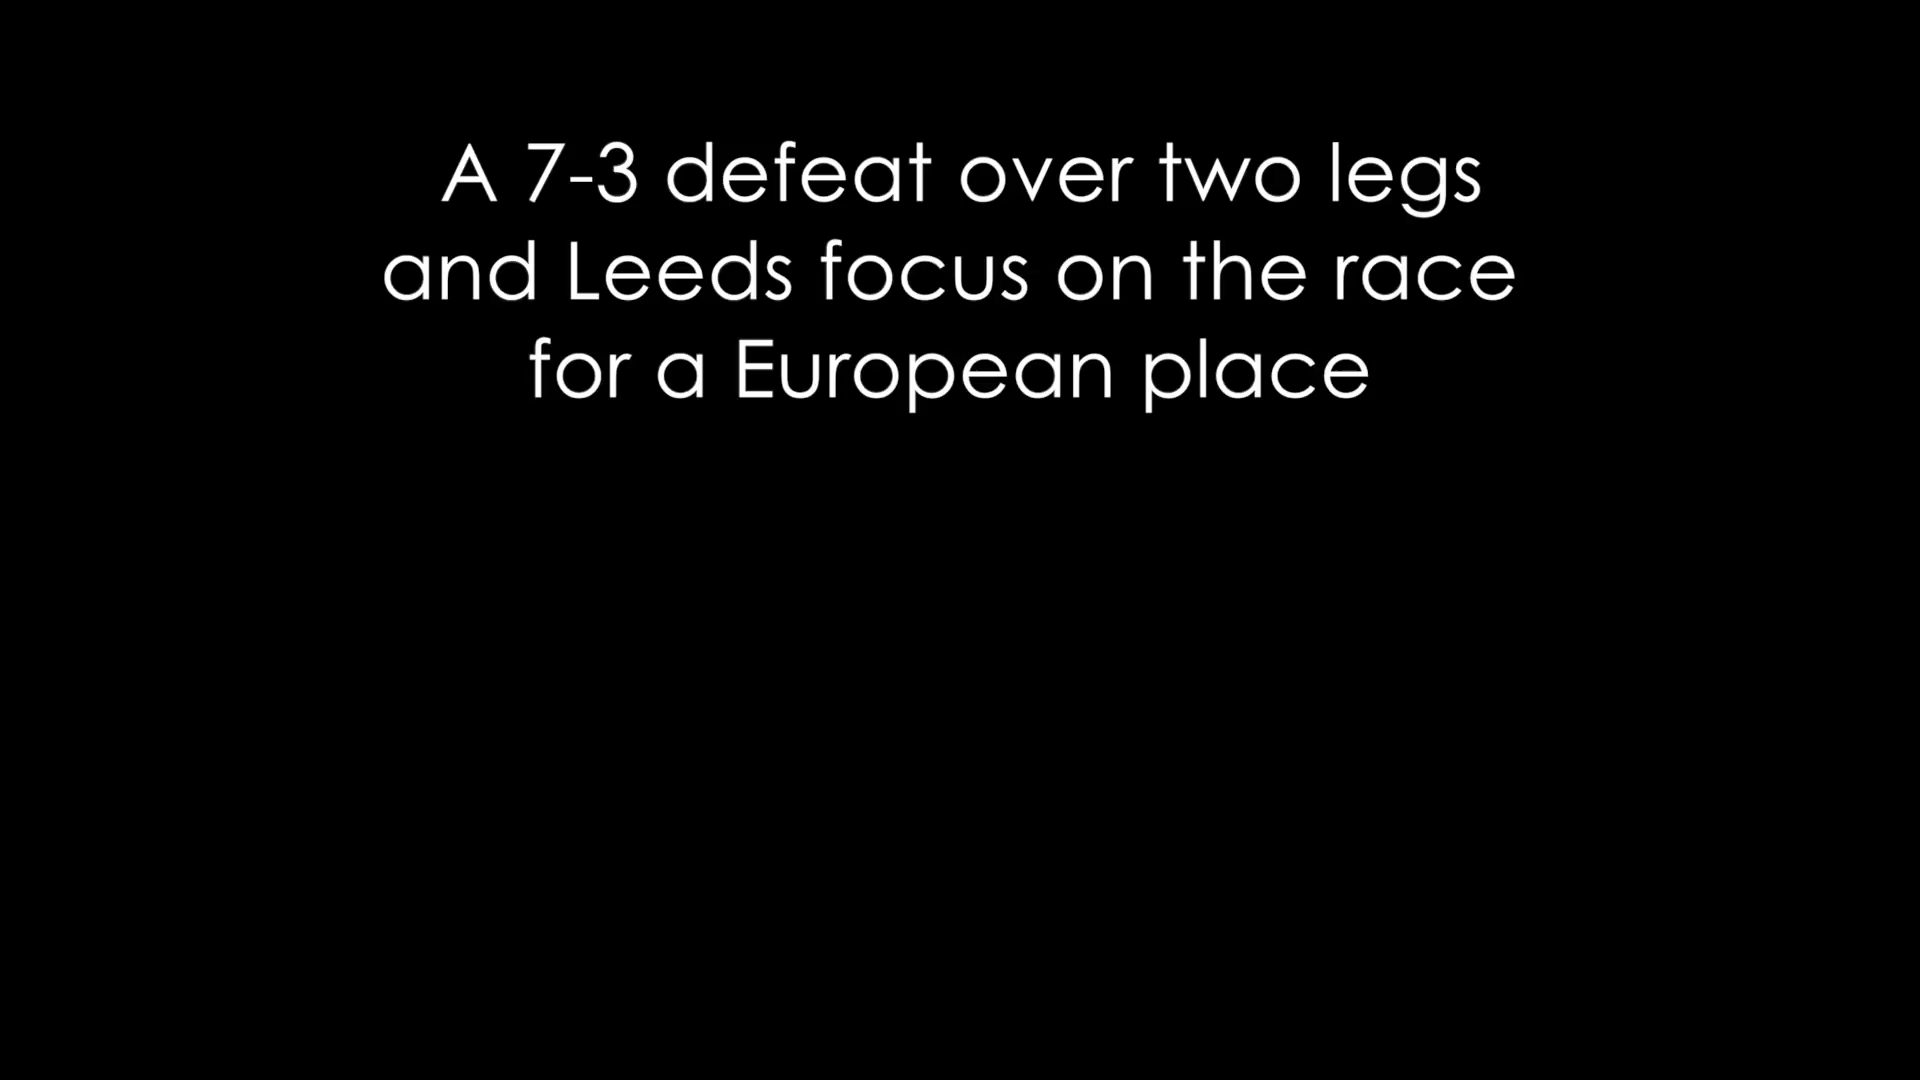 A 7-3 defeat over two legs
and Leeds focus on the race
for a European place